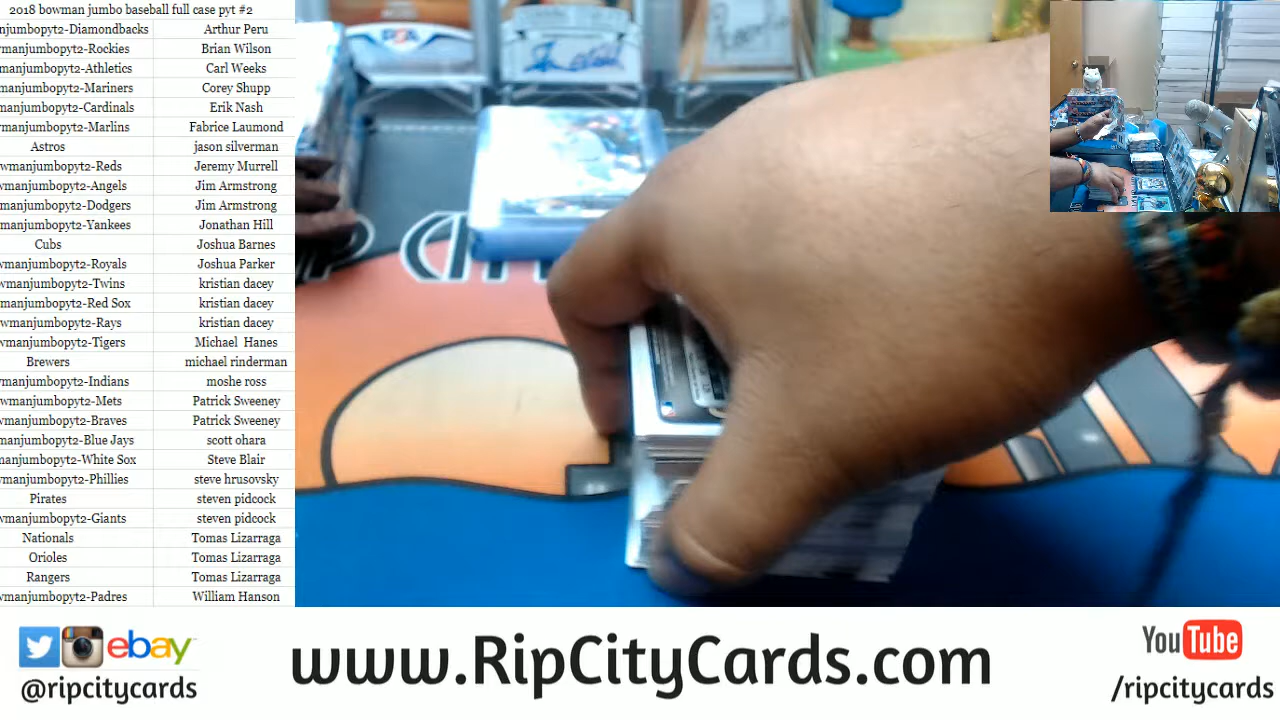 2018 bowman jumbo baseball full case pyt #2
njumbopyt2-Diamondbacks Arthur Peru
manjumbopyt2-Rockies Brian Wilson
manjumbopyt2-Athletics Carl Weeks
manjumbopyt2-Mariners Corey Shupp
manjumbopyt2-Cardinals Erik Nash
vmanjumbopyt2-Marlins Fabrice Laumond
Astros jason silverman
wmanjumbopyt2-Reds Jeremy Murrell
vmanjumbopyt2-Angels Jim Armstrong
manjumbopyt2-Dodgers Jim Armstrong
manjumbopyt2-Yankees Jonathan Hill
Cubs Joshua Barnes
vmanjumbopyt2-Royals Joshua Parker
wmanjumbopyt2-Twins kristian dacey
manjumbopyt2-Red Sox kristian dacey
wmanjumbopyt2-Rays kristian dacey
vmanjumbopyt2-Tigers Michael Hanes
Brewers michael rinderman
vmanjumbopyt2-Indians moshe ross
wmanjumbopyt2-Mets Patrick Sweeney
vmanjumbopyt2-Braves Patrick Sweeney
manjumbopyt2-Blue Jays scott ohara
manjumbopyt2-White Sox Steve Blair
manjumbopyt2-Phillies steve hrusovsky
Pirates steven pidcock
vmanjumbopyt2-Giants steven pidcock
Nationals Tomas Lizarraga
Orioles Tomas Lizarraga
Rangers Tomas Lizarraga
vmanjumbopyt2-Padres William Hanson
PSA
ebay
@ripcitycards
www.RipCityCards.com
YouTube
/ripcitycards